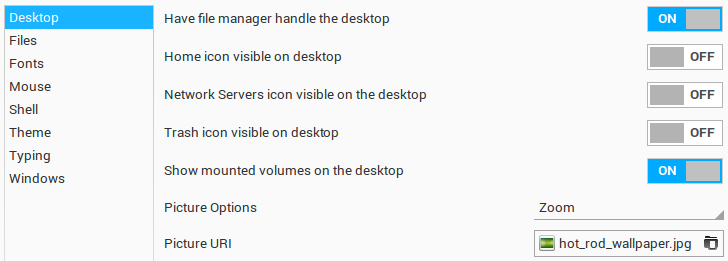 Desktop
Files
Fonts
Mouse
Shell
Theme
Typing
Windows
Have file manager handle the desktop ON
Home icon visible on desktop OFF
Network Servers icon visible on the desktop OFF
Trash icon visible on desktop OFF
Show mounted volumes on the desktop ON
Picture Options Zoom
Picture URI hot_rod_wallpaper.jpg